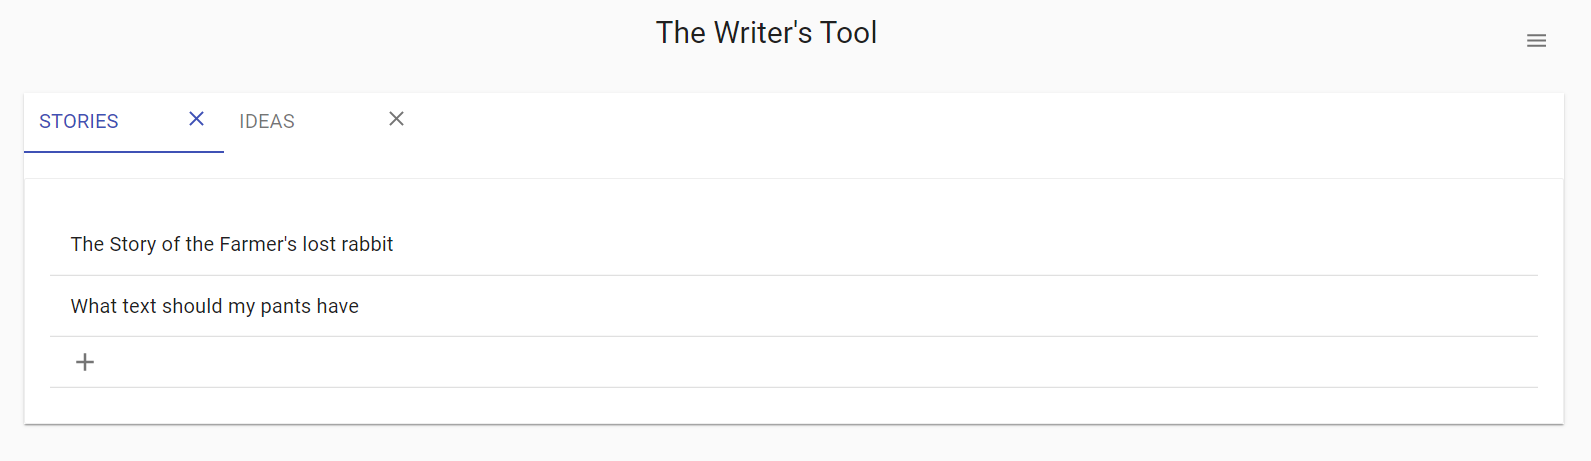 The Writer's Tool
STORIES
IDEAS
The Story of the Farmer's lost rabbit
What text should my pants have